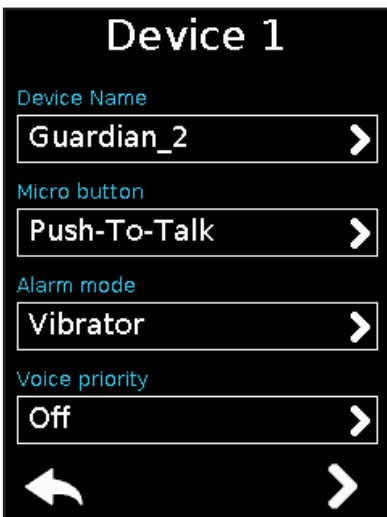 Device 1
Device Name
Guardian_2
Micro button
Push-To-Talk
Alarm mode
Vibrator
Voice priority
Off